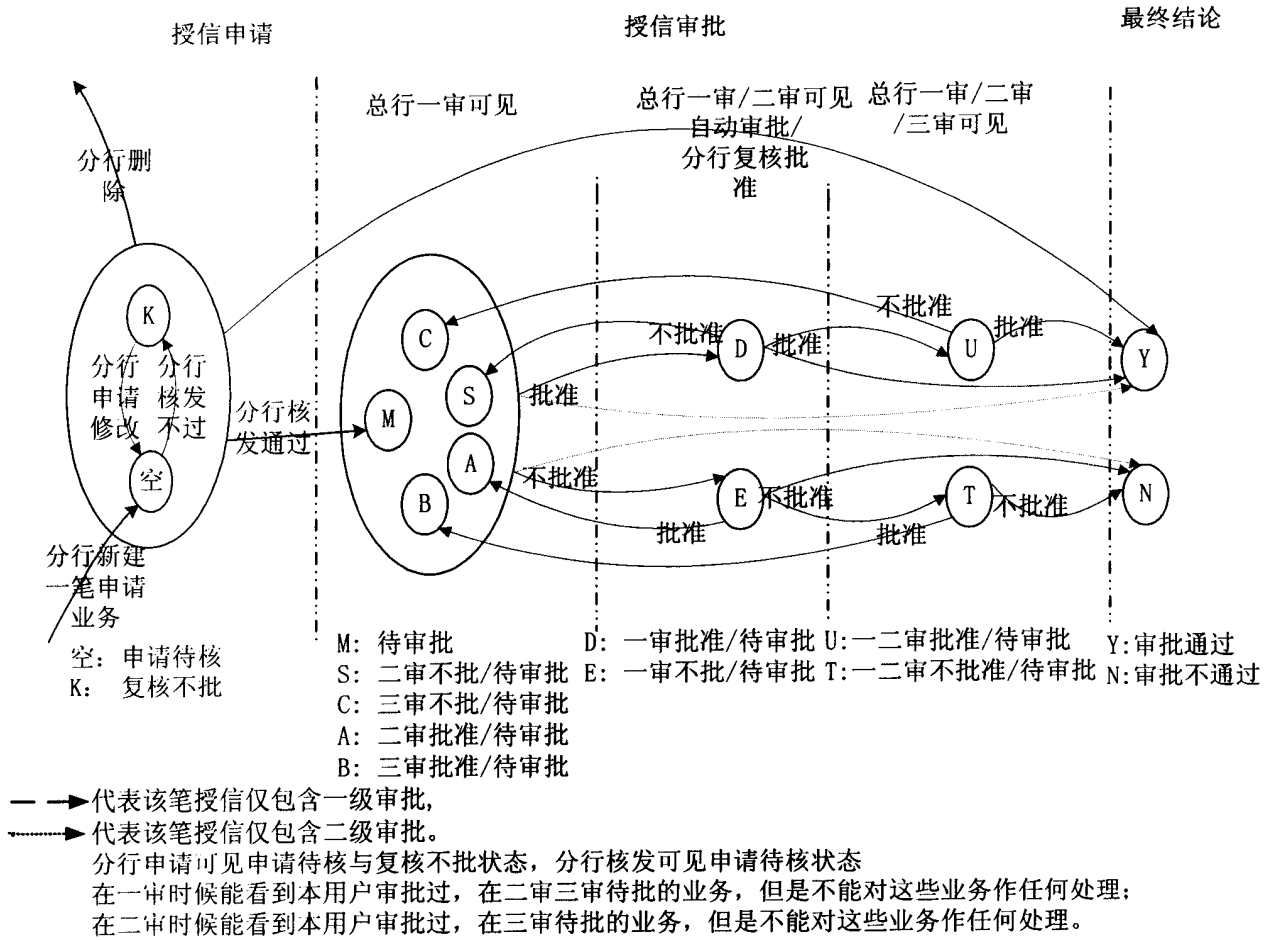 授信申请
授信审批
最终结论
总行一审可见
总行一审/二审可见
自动审批/
分行复核批
准
总行一审/二审
/三审可见
分行删
除
K
分行
申请
修改
分行
核发
不过
空
分行新建
一笔申请
业务
分行核
发通过
C
S
M
A
B
批准
不批准
不批准
D
批准
E
不批准
批准
不批准
U
批准
T
不批准
批准
Y
N
空: 申请待核
K: 复核不批
M: 待审批
S: 二审不批/待审批
C: 三审不批/待审批
A: 二审批准/待审批
B: 三审批准/待审批
D: 一审批准/待审批
E: 一审不批/待审批
U:一二审批准/待审批
T:一二审不批准/待审批
Y:审批通过
N:审批不通过
代表该笔授信仅包含一级审批,
代表该笔授信仅包含二级审批。
分行申请可见申请待核与复核不批状态，分行核发可见申请待核状态
在一审时候能看到本用户审批过，在二审三审待批的业务，但是不能对这些业务作任何处理;
在二审时候能看到本用户审批过，在三审待批的业务，但是不能对这些业务作任何处理。